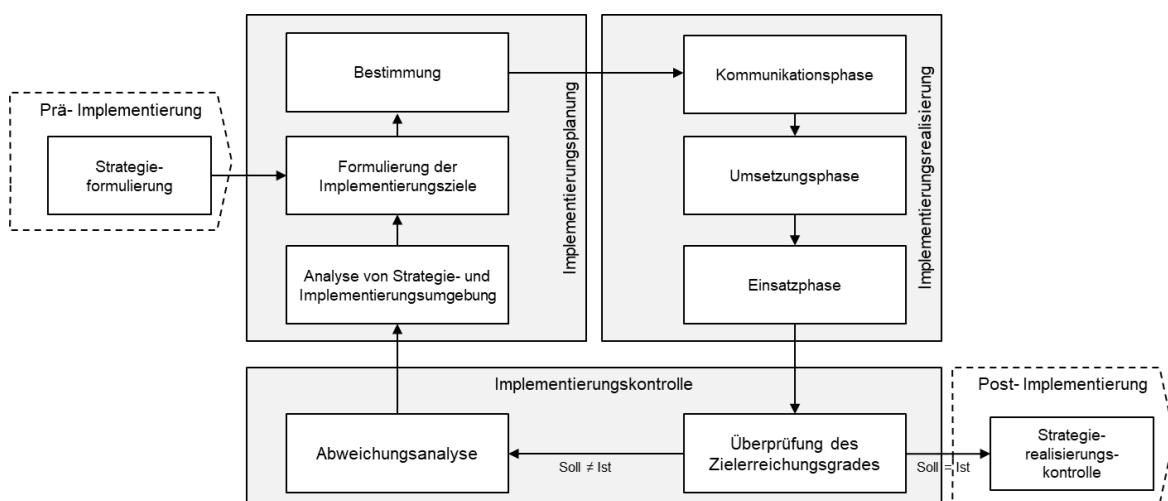 Prä- Implementierung
Strategie-
formulierung
Bestimmung
Formulierung der
Implementierungsziele
Analyse von Strategie- und
Implementierungsumgebung
Implementierungsplanung
Kommunikationsphase
Umsetzungsphase
Einsatzphase
Implementierungsrealisierung
Implementierungskontrolle
Abweichungsanalyse
Soll ≠ Ist
Überprüfung des
Zielerreichungsgrades
Soll = Ist
Post- Implementierung
Strategie-
realisierungs-
kontrolle